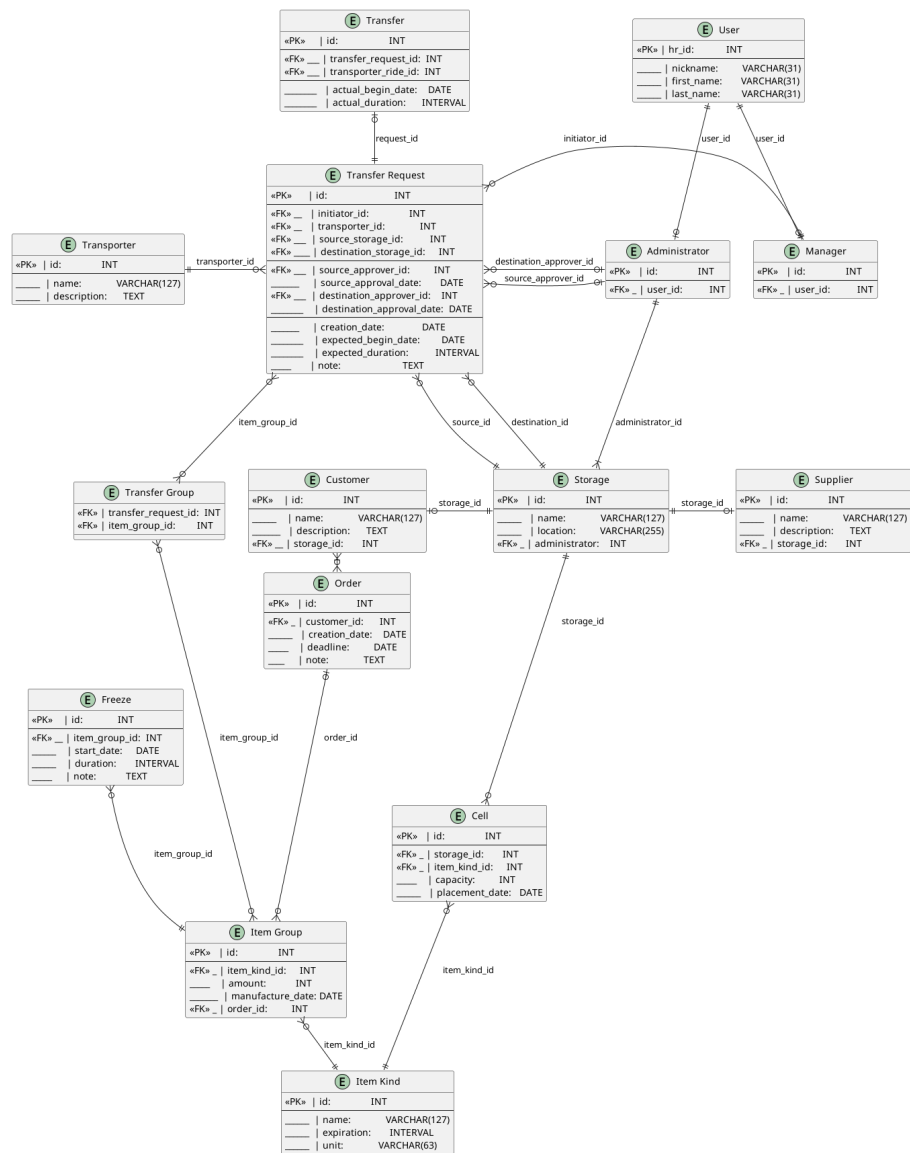 E Transfer
«PK» | id: INT
«FK» ___ | transfer_request_id: INT
«FK» ___ | transporter_ride_id: INT
_______ | actual_begin_date: DATE
_______ | actual_duration: INTERVAL
E User
«PK» | hr_id: INT
_____ | nickname: VARCHAR(31)
_____ | first_name: VARCHAR(31)
_____ | last_name: VARCHAR(31)
request_id
initiator_id
user_id
user_id
E Transfer Request
«PK» | id: INT
«FK» __ | initiator_id: INT
«FK» __ | transporter_id: INT
«FK» ___ | source_storage_id: INT
«FK» ___ | destination_storage_id: INT
«FK» ___ | source_approver_id: INT
______ | source_approval_date: DATE
«FK» ___ | destination_approver_id: INT
_______ | destination_approval_date: DATE
______ | creation_date: DATE
______ | expected_begin_date: DATE
______ | expected_duration: INTERVAL
____ | note: TEXT
E Transporter
«PK» | id: INT
_____ | name: VARCHAR(127)
_____ | description: TEXT
transporter_id
destination_approver_id
source_approver_id
E Administrator
«PK» | id: INT
«FK» _ | user_id: INT
E Manager
«PK» | id: INT
«FK» _ | user_id: INT
item_group_id
source_id
destination_id
administrator_id
E Transfer Group
«FK» | transfer_request_id: INT
«FK» | item_group_id: INT
E Customer
«PK» | id: INT
_____ | name: VARCHAR(127)
______ | description: TEXT
«FK» __ | storage_id: INT
storage_id
E Storage
«PK» | id: INT
_____ | name: VARCHAR(127)
_____ | location: VARCHAR(255)
«FK» _ | administrator: INT
storage_id
E Supplier
«PK» | id: INT
_____ | name: VARCHAR(127)
_____ | description: TEXT
«FK» _ | storage_id: INT
E Order
«PK» | id: INT
«FK» _ | customer_id: INT
_____ | creation_date: DATE
____ | deadline: DATE
___ | note: TEXT
storage_id
E Freeze
«PK» | id: INT
«FK» __ | item_group_id: INT
_____ | start_date: DATE
_____ | duration: INTERVAL
____ | note: TEXT
item_group_id
order_id
item_group_id
E Cell
«PK» | id: INT
«FK» _ | storage_id: INT
«FK» _ | item_kind_id: INT
____ | capacity: INT
_____ | placement_date: DATE
E Item Group
«PK» | id: INT
«FK» _ | item_kind_id: INT
____ | amount: INT
______ | manufacture_date: DATE
«FK» _ | order_id: INT
item_kind_id
item_kind_id
E Item Kind
«PK» | id: INT
_____ | name: VARCHAR(127)
_____ | expiration: INTERVAL
_____ | unit: VARCHAR(63)